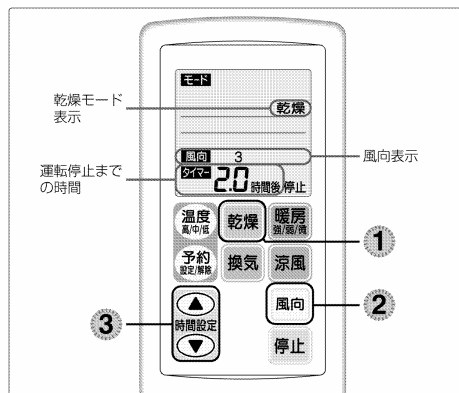 モード
乾燥モード
表示
乾燥
風向 3
風向表示
運転停止まで
の時間
タイマー 2.0 時間後 停止
温度
高/中/低
乾燥
暖房
強/弱/微
1
予約
設定/解除
換気
涼風
時間設定
3
風向
2
停止